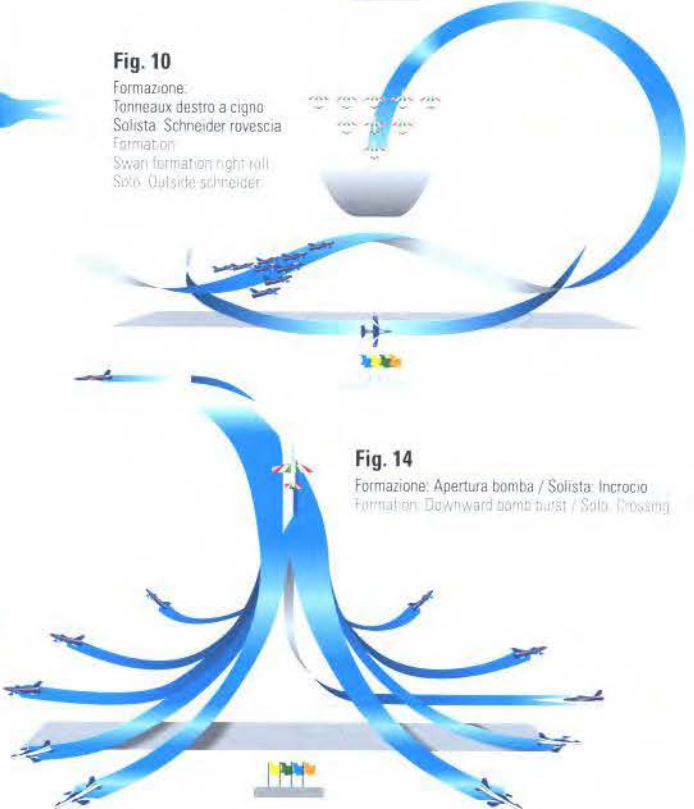 Fig. 10
Formazione:
Tonneaux destro a cigno
Solista: Schneider rovescia
Formation:
Swan formation right roll
Solo: Outside schneider
Fig. 14
Formazione: Apertura bomba / Solista: Incrocio
Formation: Downward bomb burst / Solo: Crossing